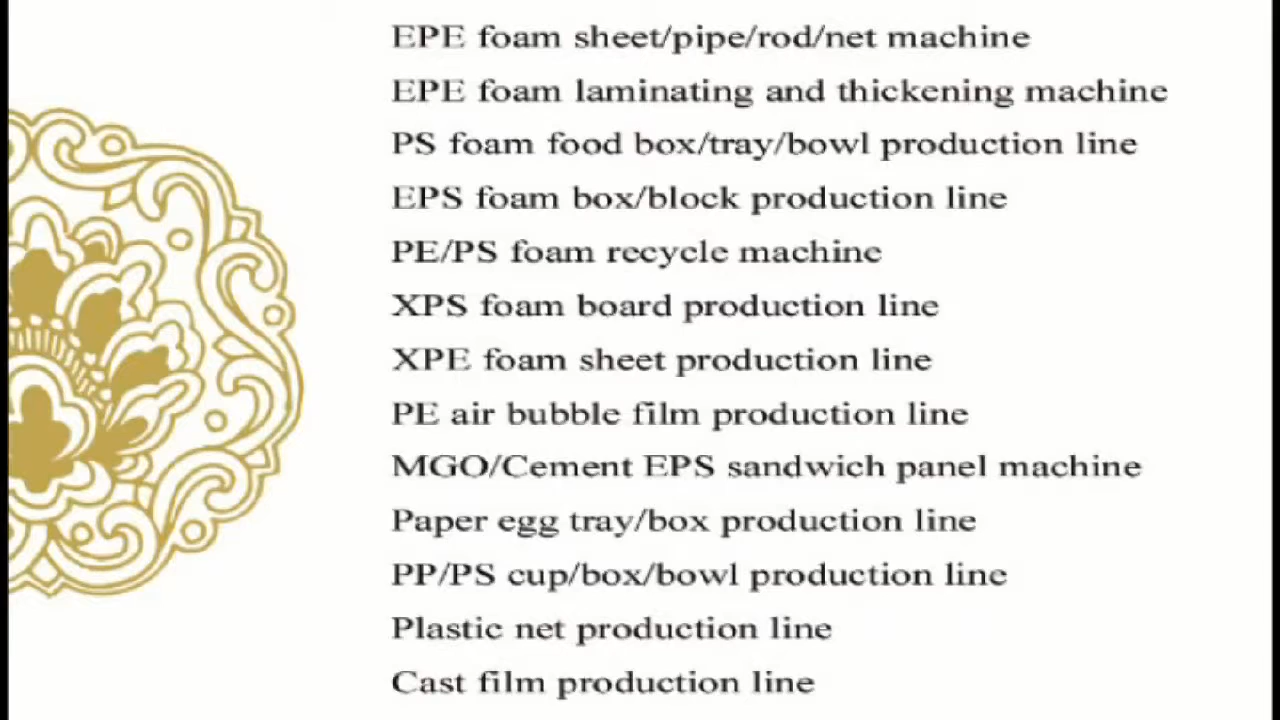 EPE foam sheet/pipe/rod/net machine
EPE foam laminating and thickening machine
PS foam food box/tray/bowl production line
EPS foam box/block production line
PE/PS foam recycle machine
XPS foam board production line
XPE foam sheet production line
PE air bubble film production line
MGO/Cement EPS sandwich panel machine
Paper egg tray/box production line
PP/PS cup/box/bowl production line
Plastic net production line
Cast film production line